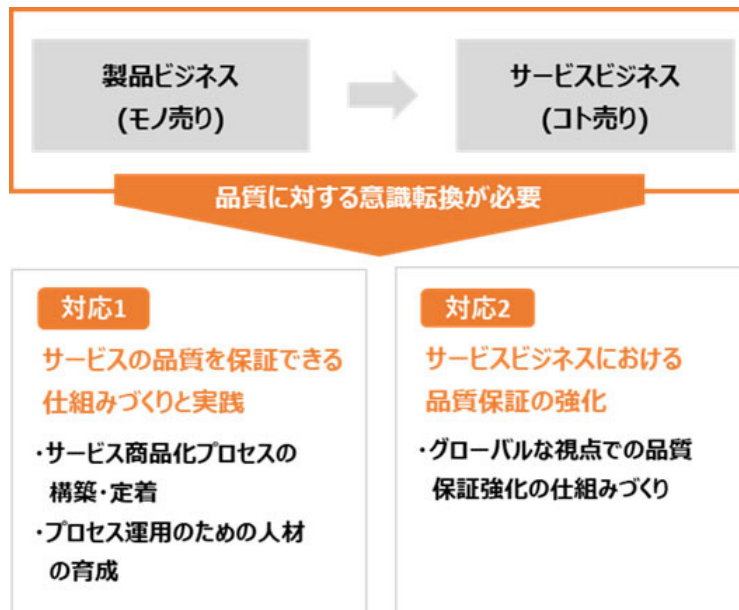 製品ビジネス
(モノ売り)
サービスビジネス
(コト売り)
品質に対する意識転換が必要
対応1
サービスの品質を保証できる
仕組みづくりと実践
・サービス商品化プロセスの
構築・定着
・プロセス運用のための人材
の育成
対応2
サービスビジネスにおける
品質保証の強化
・グローバルな視点での品質
保証強化の仕組みづくり